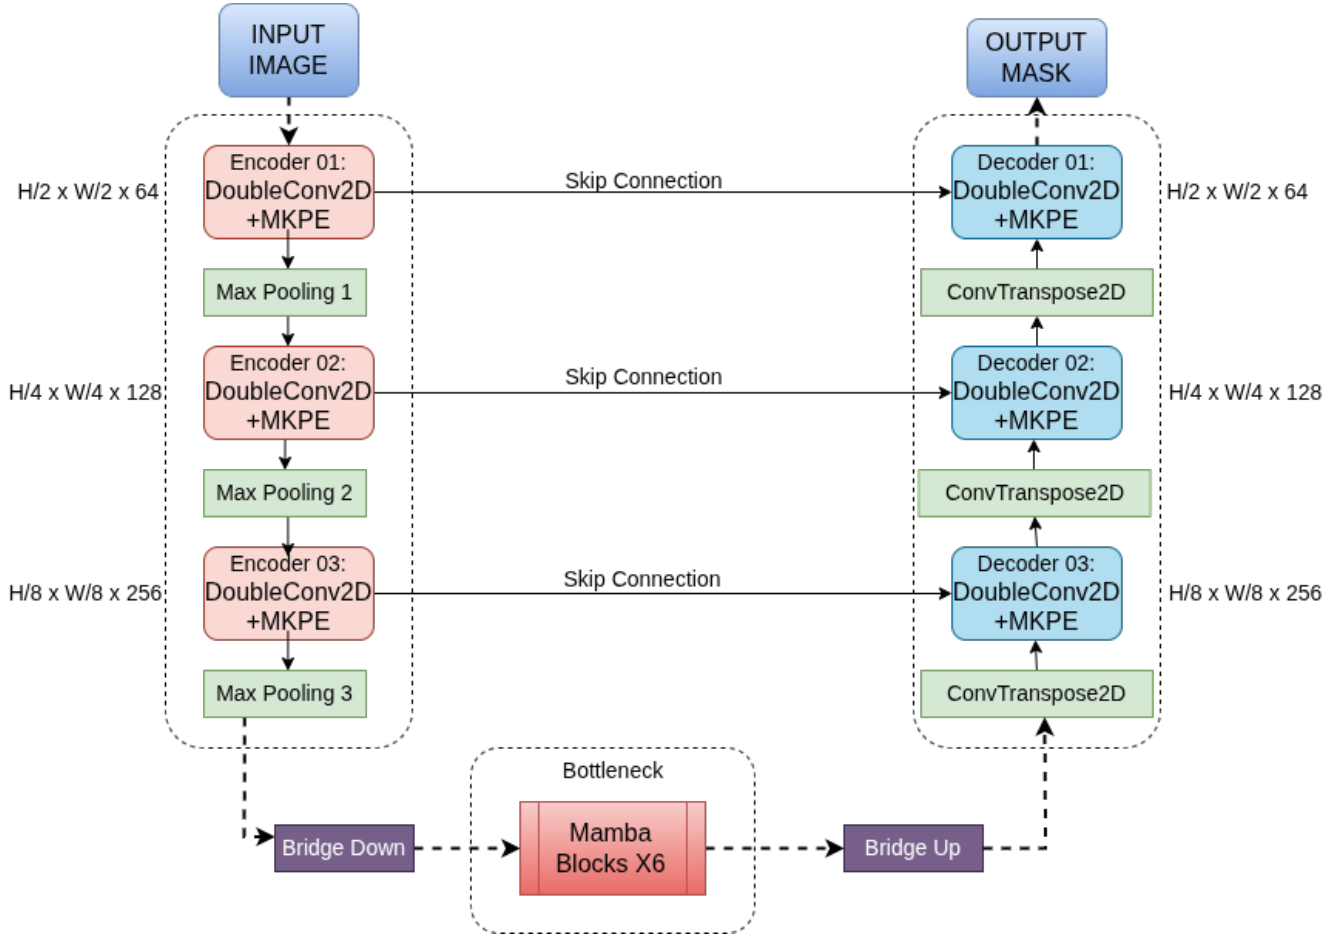 INPUT
IMAGE
OUTPUT
MASK
Encoder 01:
DoubleConv2D
+MKPE
H/2 x W/2 x 64
Skip Connection
Decoder 01:
DoubleConv2D
+MKPE
H/2 x W/2 x 64
Max Pooling 1
ConvTranspose2D
Encoder 02:
DoubleConv2D
+MKPE
H/4 x W/4 x 128
Skip Connection
Decoder 02:
DoubleConv2D
+MKPE
H/4 x W/4 x 128
Max Pooling 2
ConvTranspose2D
Encoder 03:
DoubleConv2D
+MKPE
H/8 x W/8 x 256
Skip Connection
Decoder 03:
DoubleConv2D
+MKPE
H/8 x W/8 x 256
Max Pooling 3
ConvTranspose2D
Bottleneck
Bridge Down
Mamba
Blocks X6
Bridge Up